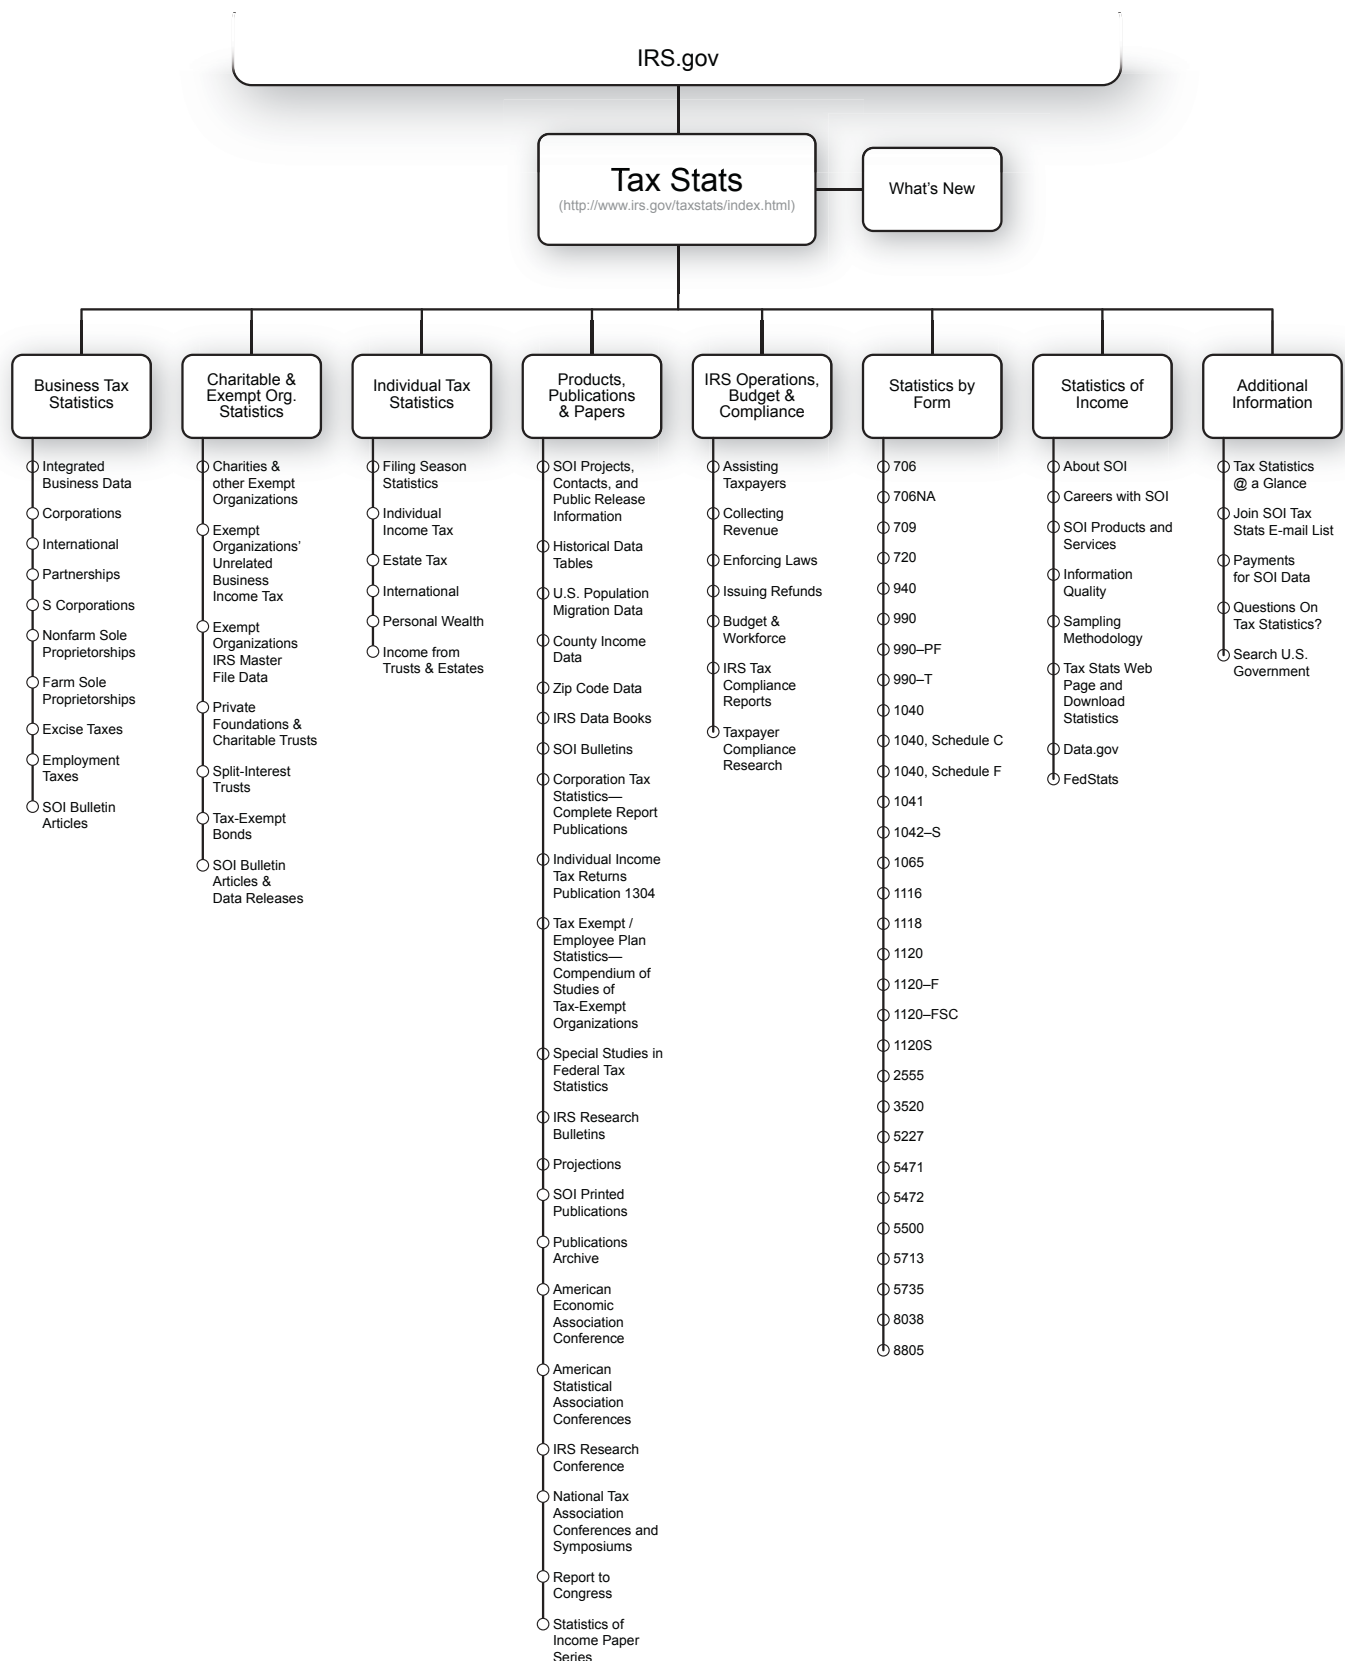 IRS.gov
Tax Stats
(http://www.irs.gov/taxstats/index.html)
What's New
Business Tax
Statistics
Integrated
Business Data
Corporations
International
Partnerships
S Corporations
Nonfarm Sole
Proprietorships
Farm Sole
Proprietorships
Excise Taxes
Employment
Taxes
SOI Bulletin
Articles
Charitable &
Exempt Org.
Statistics
Charities &
other Exempt
Organizations
Exempt
Organizations'
Unrelated
Business
Income Tax
Exempt
Organizations
IRS Master
File Data
Private
Foundations &
Charitable Trusts
Split-Interest
Trusts
Tax-Exempt
Bonds
SOI Bulletin
Articles &
Data Releases
Individual Tax
Statistics
Filing Season
Statistics
Individual
Income Tax
Estate Tax
International
Personal Wealth
Income from
Trusts & Estates
Products,
Publications
& Papers
SOI Projects,
Contacts, and
Public Release
Information
Historical Data
Tables
U.S. Population
Migration Data
County Income
Data
Zip Code Data
IRS Data Books
SOI Bulletins
Corporation Tax
Statistics—
Complete Report
Publications
Individual Income
Tax Returns
Publication 1304
Tax Exempt /
Employee Plan
Statistics—
Compendium of
Studies of
Tax-Exempt
Organizations
Special Studies in
Federal Tax
Statistics
IRS Research
Bulletins
Projections
SOI Printed
Publications
Publications
Archive
American
Economic
Association
Conference
American
Statistical
Association
Conferences
IRS Research
Conference
National Tax
Association
Conferences and
Symposiums
Report to
Congress
Statistics of
Income Paper
Series
IRS Operations,
Budget &
Compliance
Assisting
Taxpayers
Collecting
Revenue
Enforcing Laws
Issuing Refunds
Budget &
Workforce
IRS Tax
Compliance
Reports
Taxpayer
Compliance
Research
Statistics by
Form
706
706NA
709
720
940
990
990–PF
990–T
1040
1040, Schedule C
1040, Schedule F
1041
1042–S
1065
1116
1118
1120
1120–F
1120–FSC
1120S
2555
3520
5227
5471
5472
5500
5713
5735
8038
8805
Statistics of
Income
About SOI
Careers with SOI
SOI Products and
Services
Information
Quality
Sampling
Methodology
Tax Stats Web
Page and
Download
Statistics
Data.gov
FedStats
Additional
Information
Tax Statistics
@ a Glance
Join SOI Tax
Stats E-mail List
Payments
for SOI Data
Questions On
Tax Statistics?
Search U.S.
Government